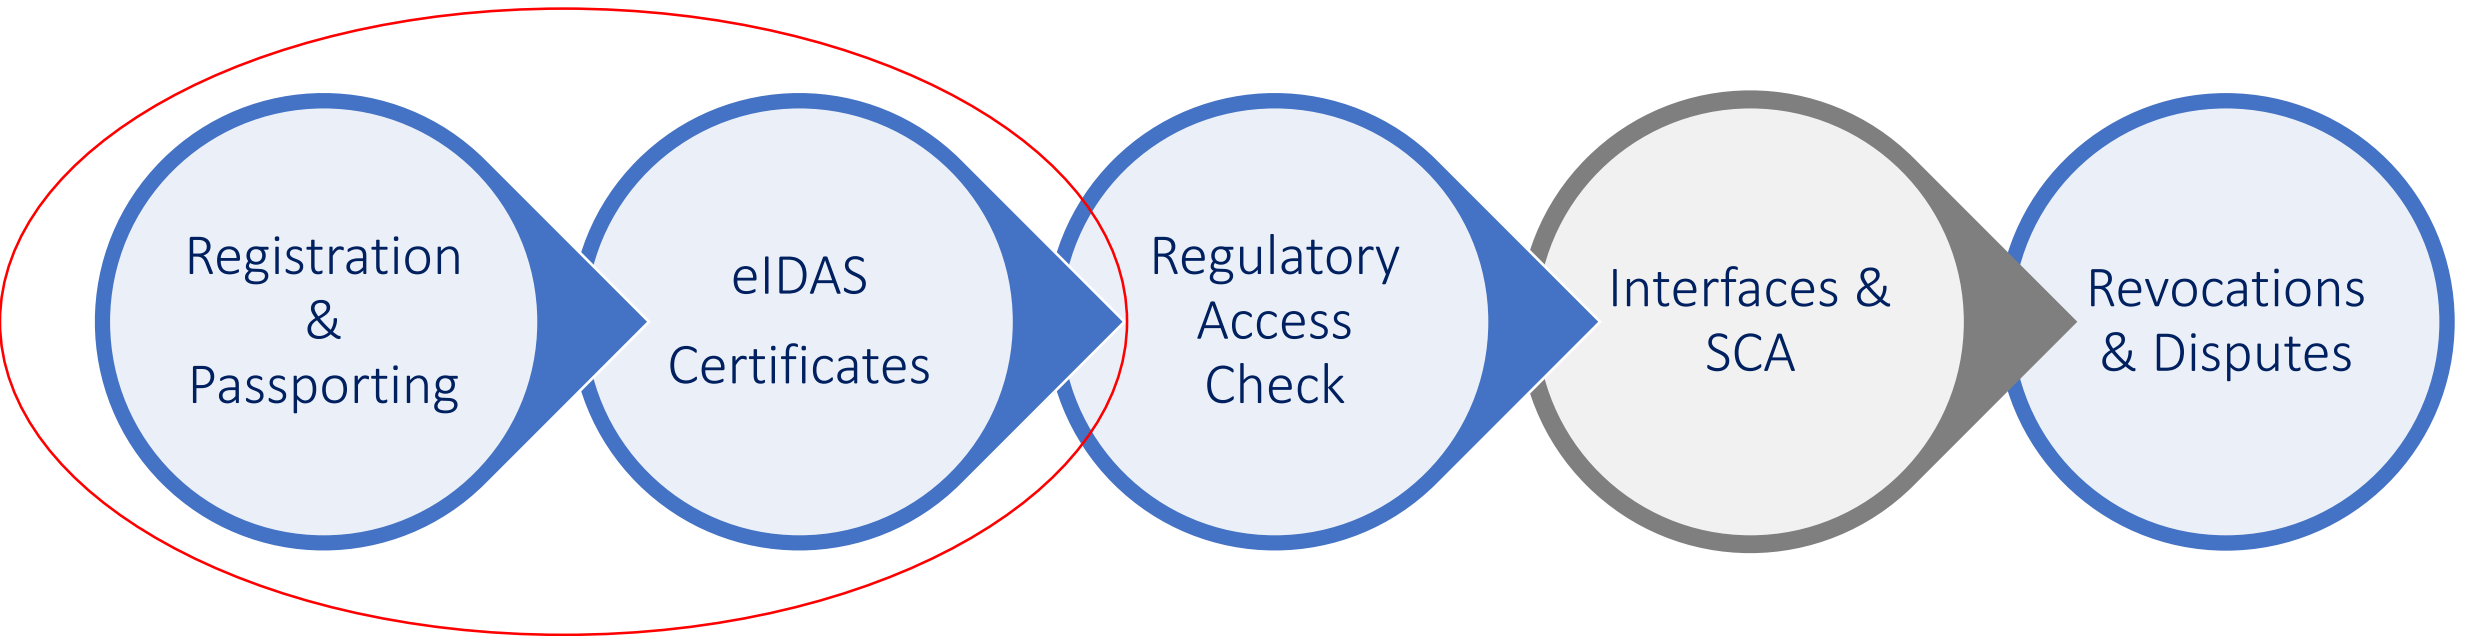 Registration
&
Passporting
eIDAS
Certificates
Regulatory
Access
Check
Interfaces &
SCA
Revocations
& Disputes